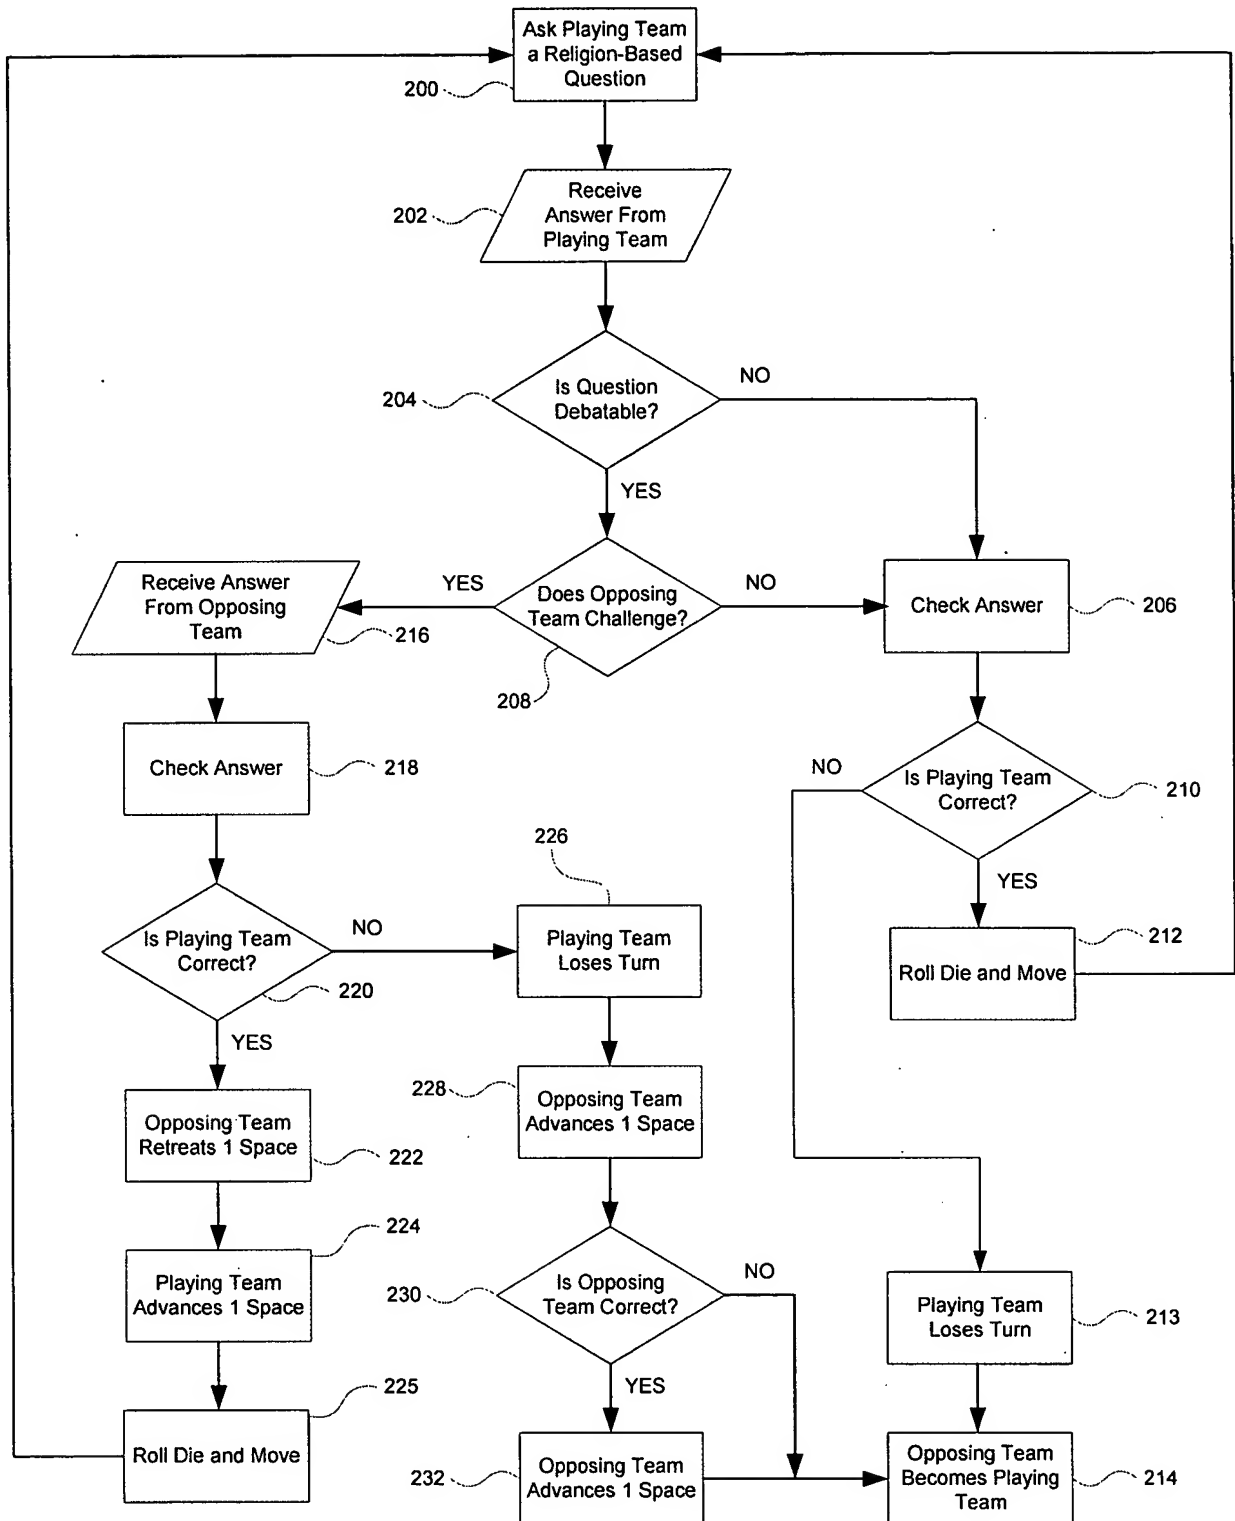 Ask Playing Team
a Religion-Based
Question
200
Receive
Answer From
Playing Team
202
Is Question
Debatable?
204
NO
YES
Does Opposing
Team Challenge?
208
YES
NO
Receive Answer
From Opposing
Team
216
Check Answer
206
Check Answer
218
Is Playing Team
Correct?
210
NO
YES
Roll Die and Move
212
Is Playing Team
Correct?
220
NO
YES
226
Playing Team
Loses Turn
Opposing Team
Retreats 1 Space
222
228
Opposing Team
Advances 1 Space
224
Playing Team
Advances 1 Space
230
Is Opposing
Team Correct?
NO
YES
Playing Team
Loses Turn
213
225
Roll Die and Move
232
Opposing Team
Advances 1 Space
Opposing Team
Becomes Playing
Team
214